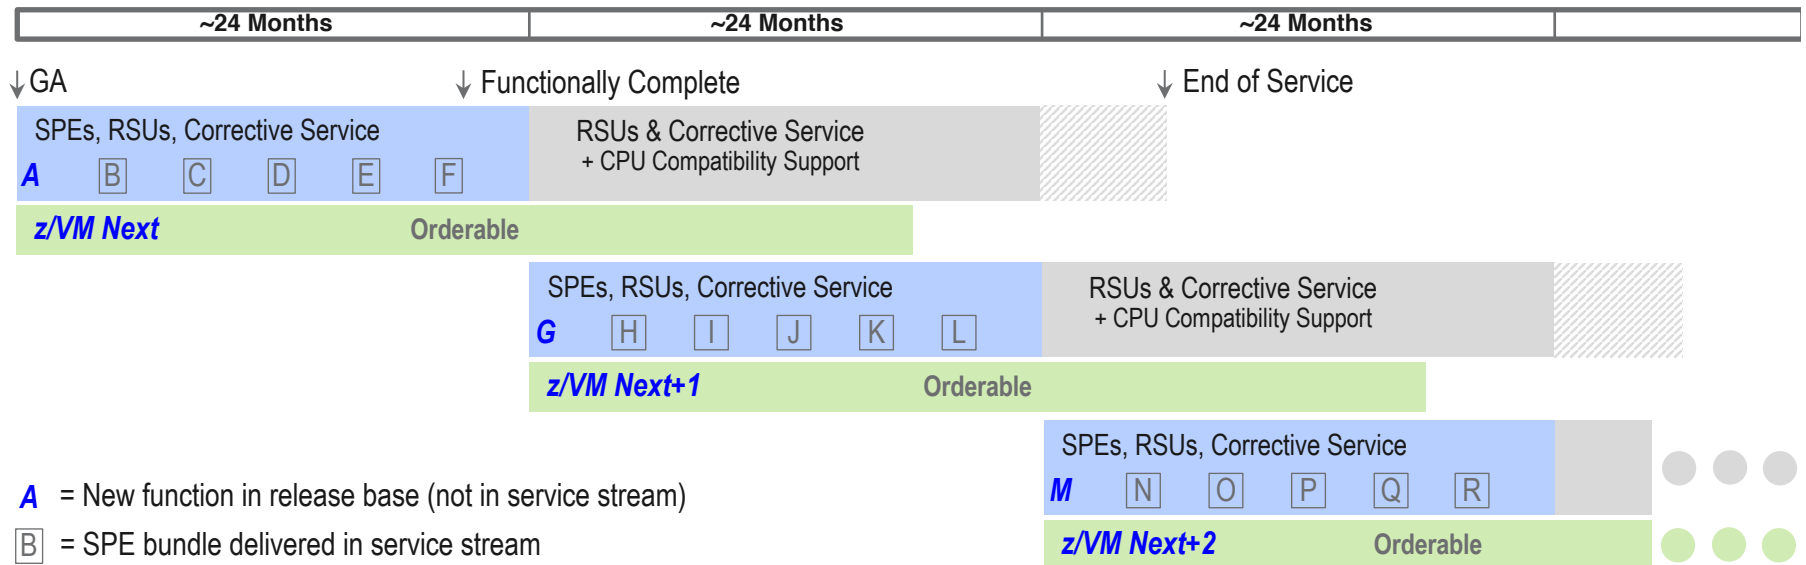 ~24 Months ~24 Months ~24 Months
↓ GA ↓ Functionally Complete ↓ End of Service
SPEs, RSUs, Corrective Service
A B C D E F
RSUs & Corrective Service
+ CPU Compatibility Support
z/VM Next Orderable
SPEs, RSUs, Corrective Service
G H I J K L
RSUs & Corrective Service
+ CPU Compatibility Support
z/VM Next+1 Orderable
SPEs, RSUs, Corrective Service
M N O P Q R
z/VM Next+2 Orderable
A = New function in release base (not in service stream)
B = SPE bundle delivered in service stream